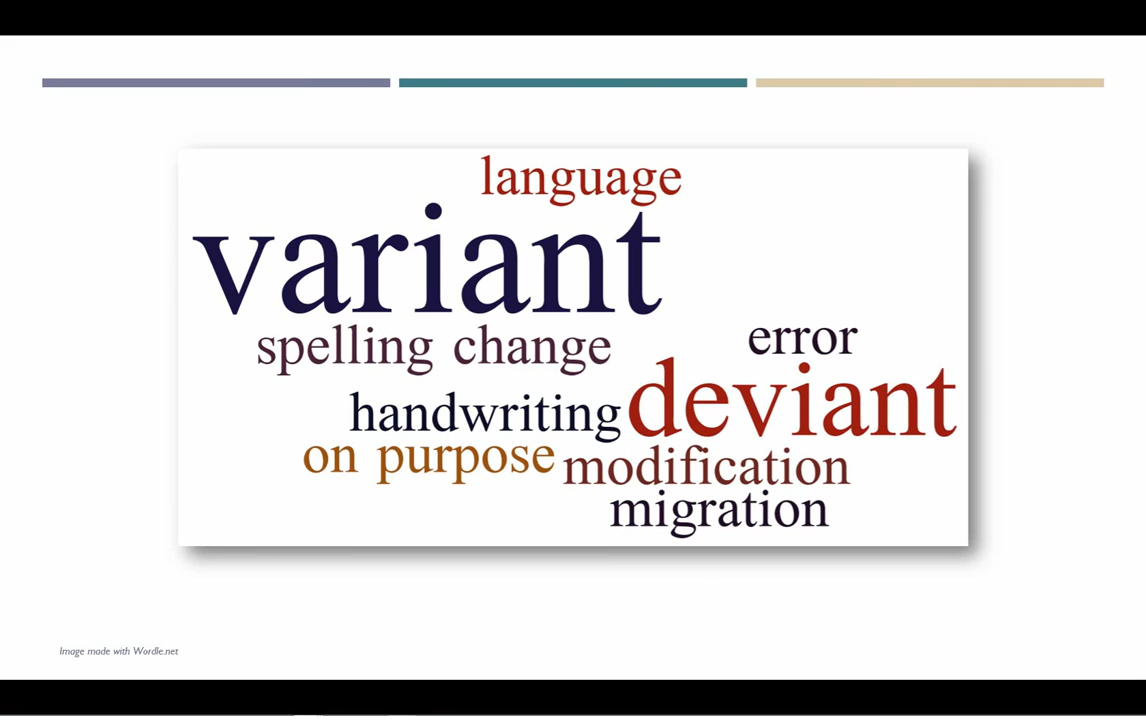 language
variant
spelling change
error
deviant
handwriting
on purpose
modification
migration
Image made with Wordle.net